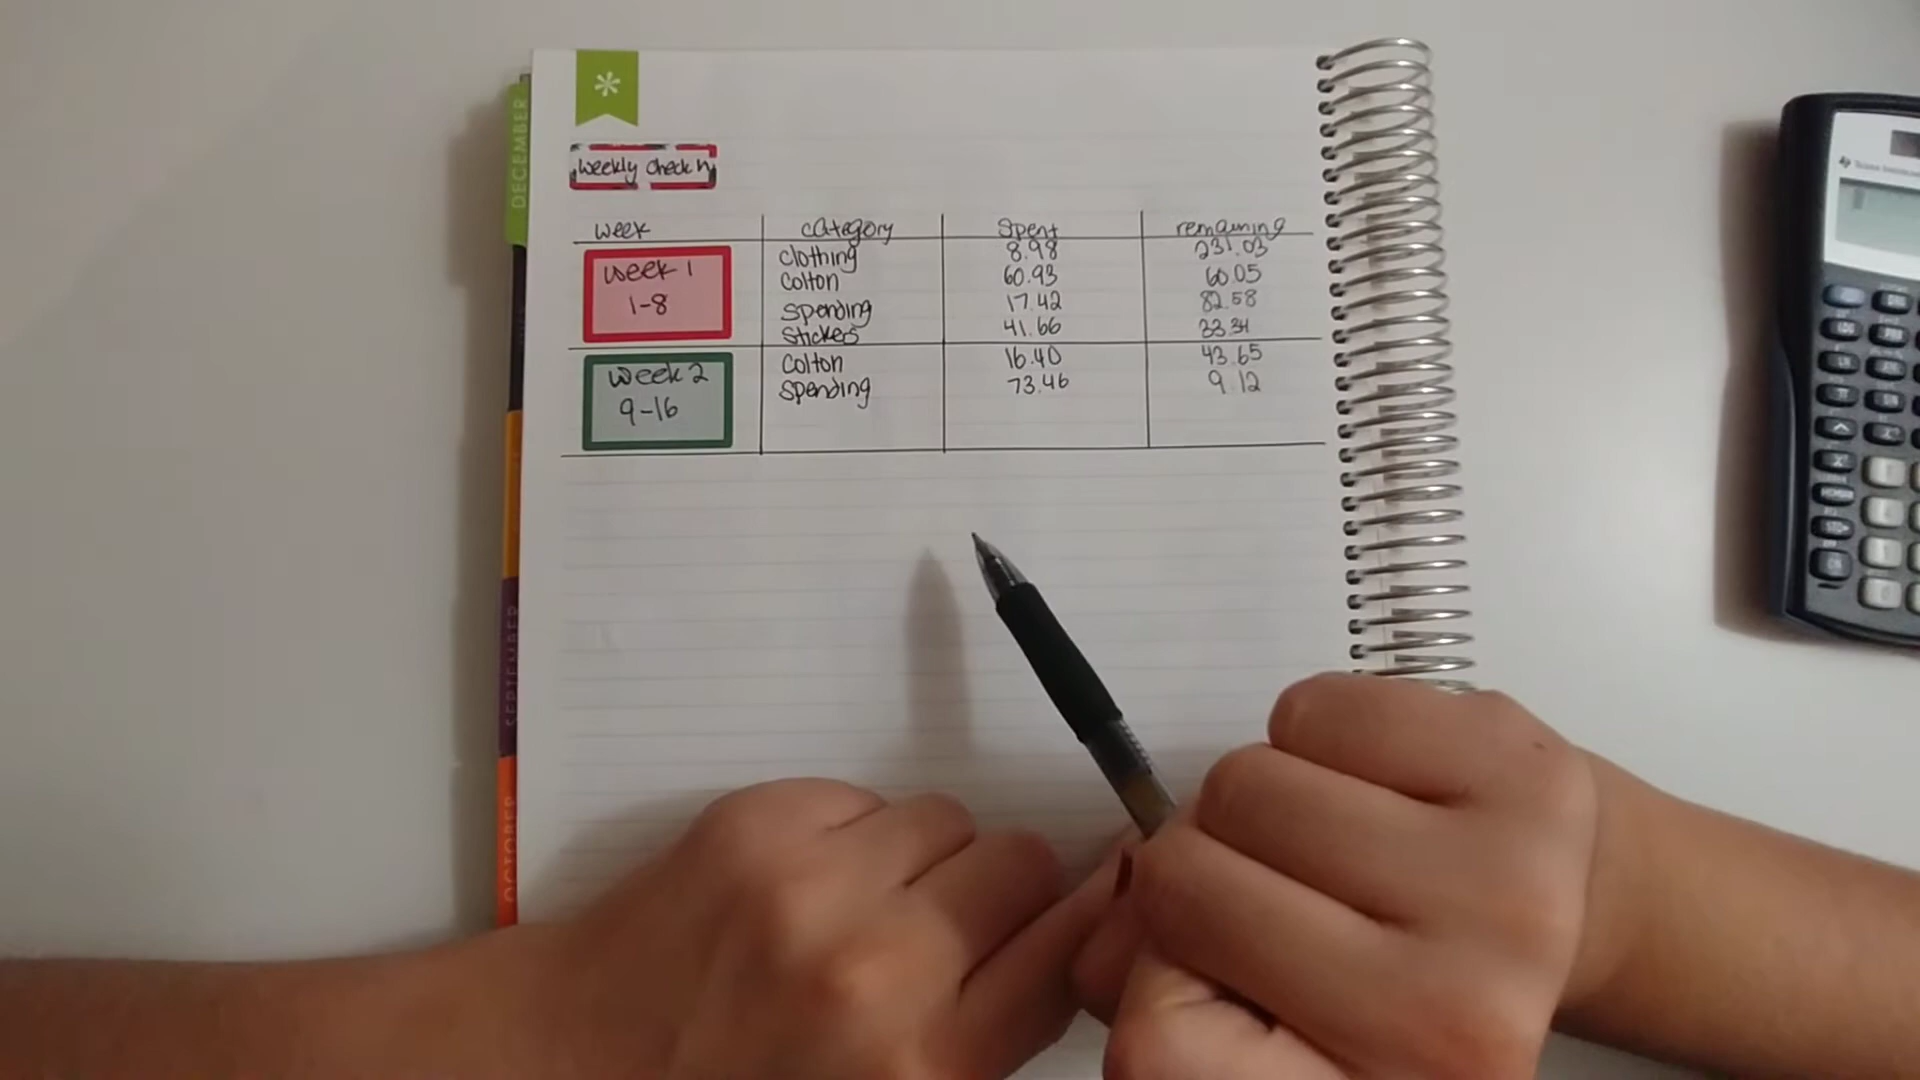 *
DECEMBER
weekly check in
week category spent remaining
week 1
1-8
clothing 8.98 231.03
Colton 60.93 60.05
spending 17.42 82.58
stickers 41.66 33.34
week 2
9-16
Colton 16.40 43.65
spending 73.46 9.12
SEPTEMBER
OCTOBER